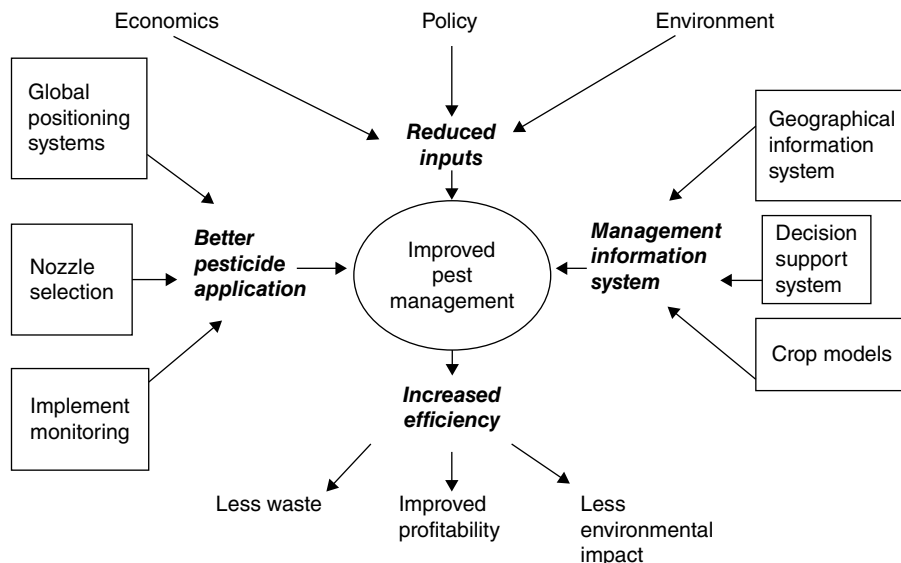 Economics
Policy
Environment
Global
positioning
systems
Reduced
inputs
Geographical
information
system
Nozzle
selection
Better
pesticide
application
Improved
pest
management
Management
information
system
Decision
support
system
Implement
monitoring
Crop models
Increased
efficiency
Less waste
Improved
profitability
Less
environmental
impact